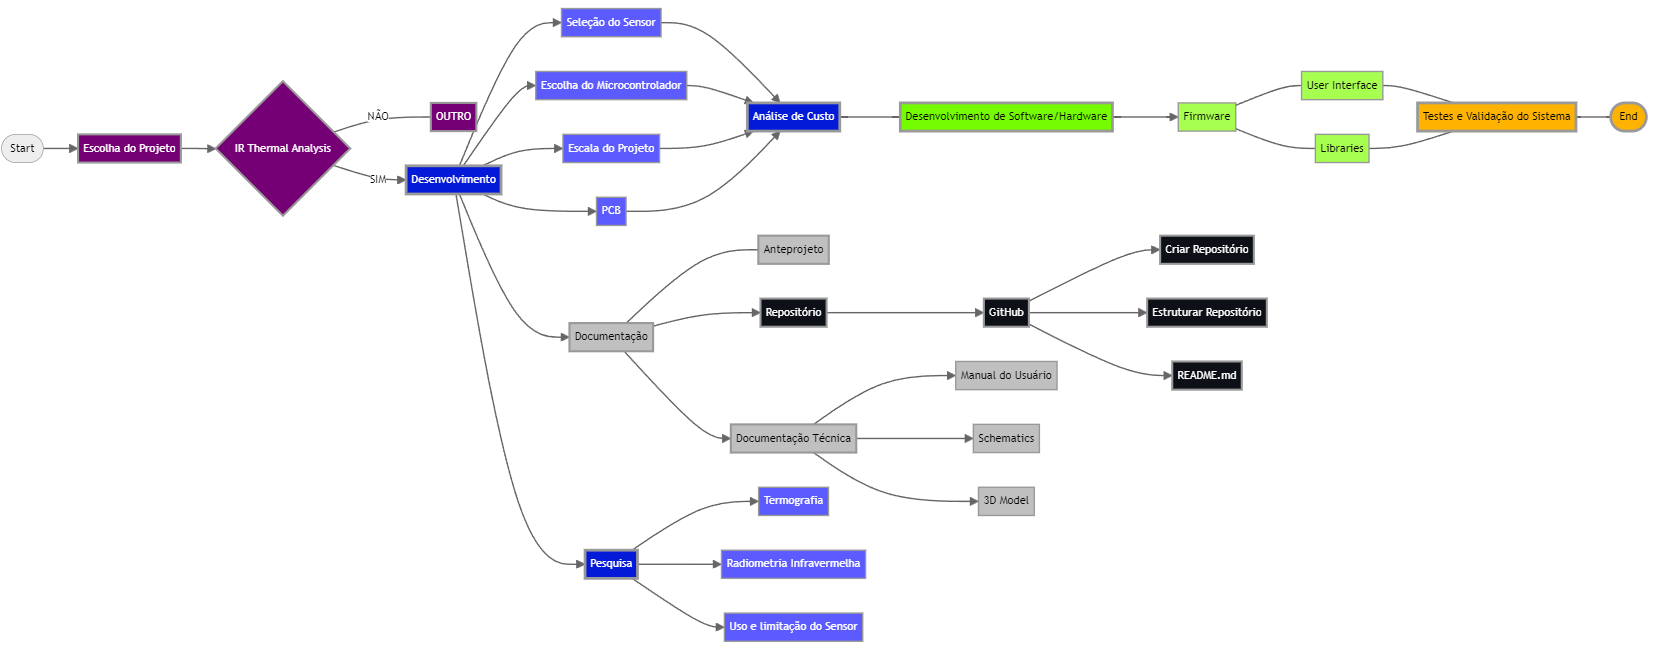 Start
Escolha do Projeto
IR Thermal Analysis
NÃO
OUTRO
SIM
Desenvolvimento
Seleção do Sensor
Escolha do Microcontrolador
Escala do Projeto
PCB
Análise de Custo
Desenvolvimento de Software/Hardware
Firmware
User Interface
Libraries
Testes e Validação do Sistema
End
Documentação
Anteprojeto
Repositório
GitHub
Criar Repositório
Estruturar Repositório
README.md
Documentação Técnica
Manual do Usuário
Schematics
3D Model
Pesquisa
Termografia
Radiometria Infravermelha
Uso e limitação do Sensor